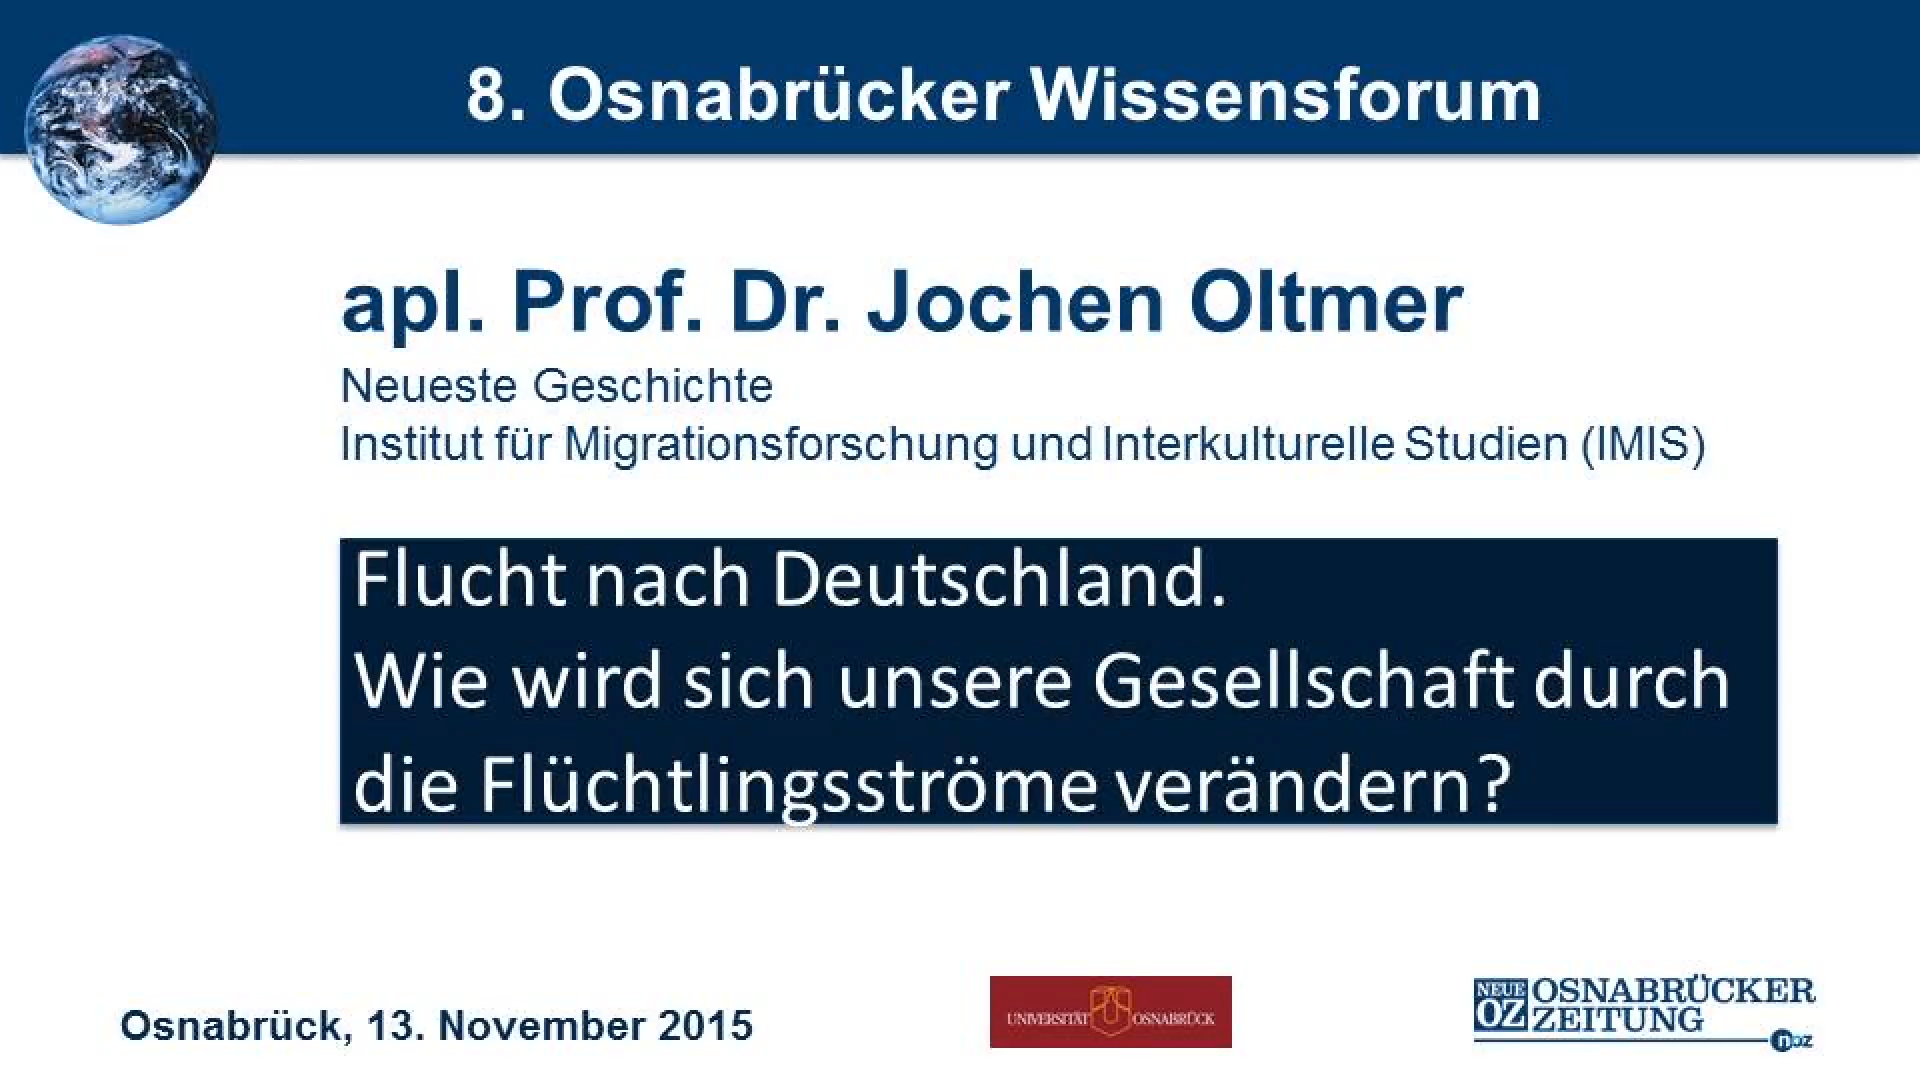 8. Osnabrücker Wissensforum
apl. Prof. Dr. Jochen Oltmer
Neueste Geschichte
Institut für Migrationsforschung und Interkulturelle Studien (IMIS)
Flucht nach Deutschland.
Wie wird sich unsere Gesellschaft durch
die Flüchtlingsströme verändern?
Osnabrück, 13. November 2015
UNIVERSITÄT OSNABRÜCK
NEUE OZ
OSNABRÜCKER
ZEITUNG
noz